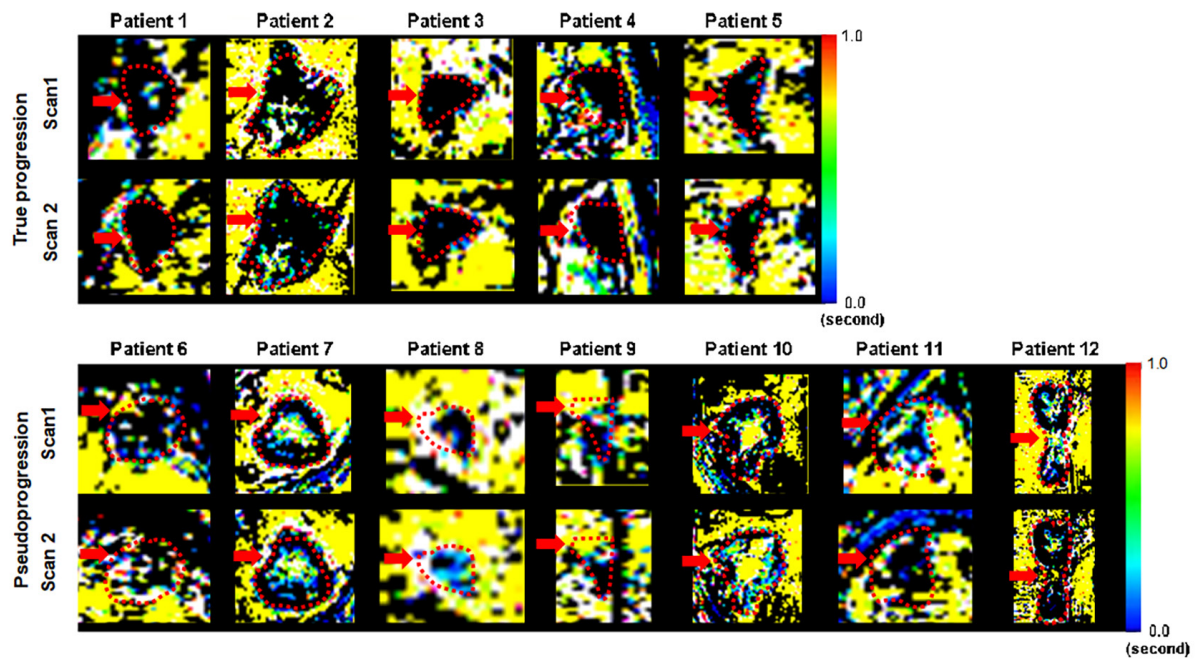 Patient 1 Patient 2 Patient 3 Patient 4 Patient 5
True progression
Scan1
Scan 2
1.0
0.0
(second)
Patient 6 Patient 7 Patient 8 Patient 9 Patient 10 Patient 11 Patient 12
Pseudoprogression
Scan1
Scan 2
1.0
0.0
(second)